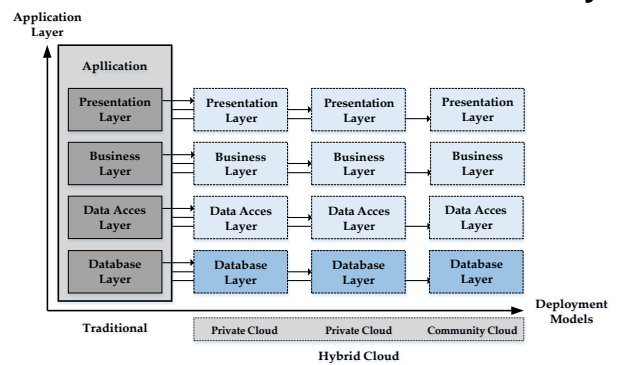 Application
Layer
Apllication
Presentation
Layer
Presentation
Layer
Presentation
Layer
Presentation
Layer
Business
Layer
Business
Layer
Business
Layer
Business
Layer
Data Acces
Layer
Data Acces
Layer
Data Acces
Layer
Data Acces
Layer
Database
Layer
Database
Layer
Database
Layer
Database
Layer
Deployment
Models
Traditional
Private Cloud
Private Cloud
Community Cloud
Hybrid Cloud